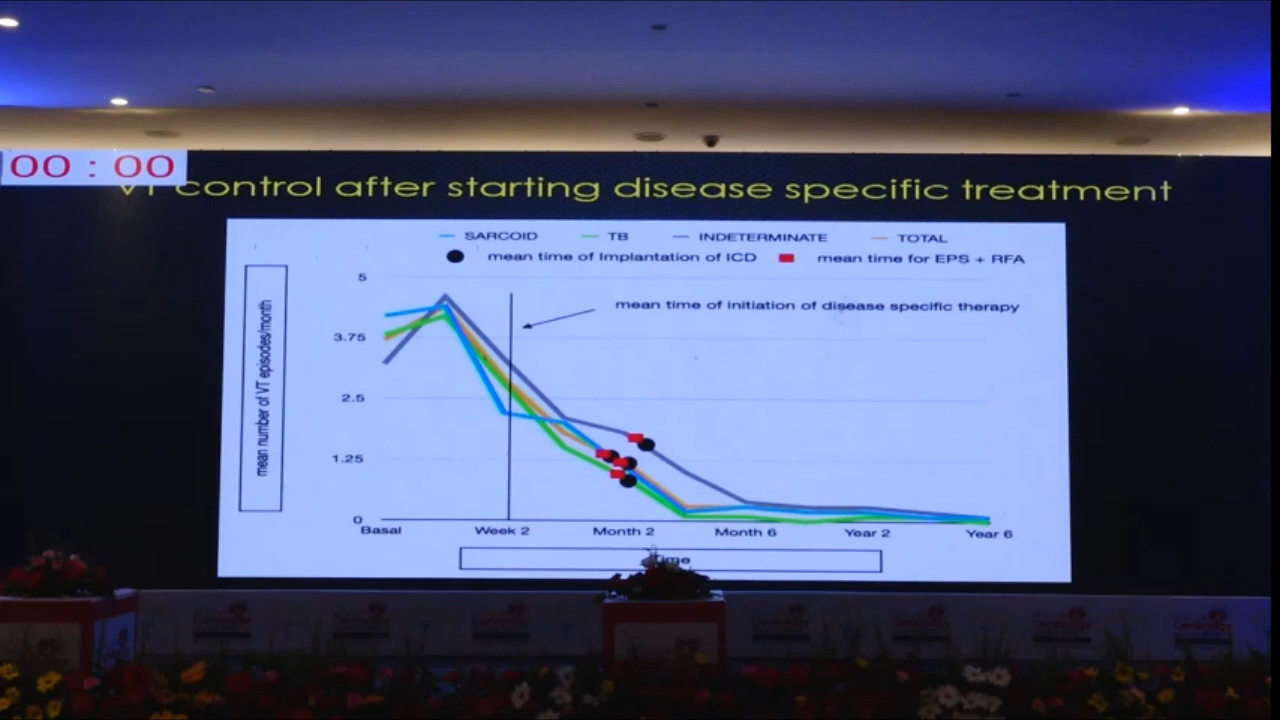 00 : 00
VT control after starting disease specific treatment
SARCOID TB INDETERMINATE TOTAL
mean time of Implantation of ICD mean time for EPS + RFA
mean time of initiation of disease specific therapy
mean number of VT episodes/month
5
3.75
2.5
1.25
0
Basal Week 2 Month 2 Month 6 Year 2 Year 6
Time